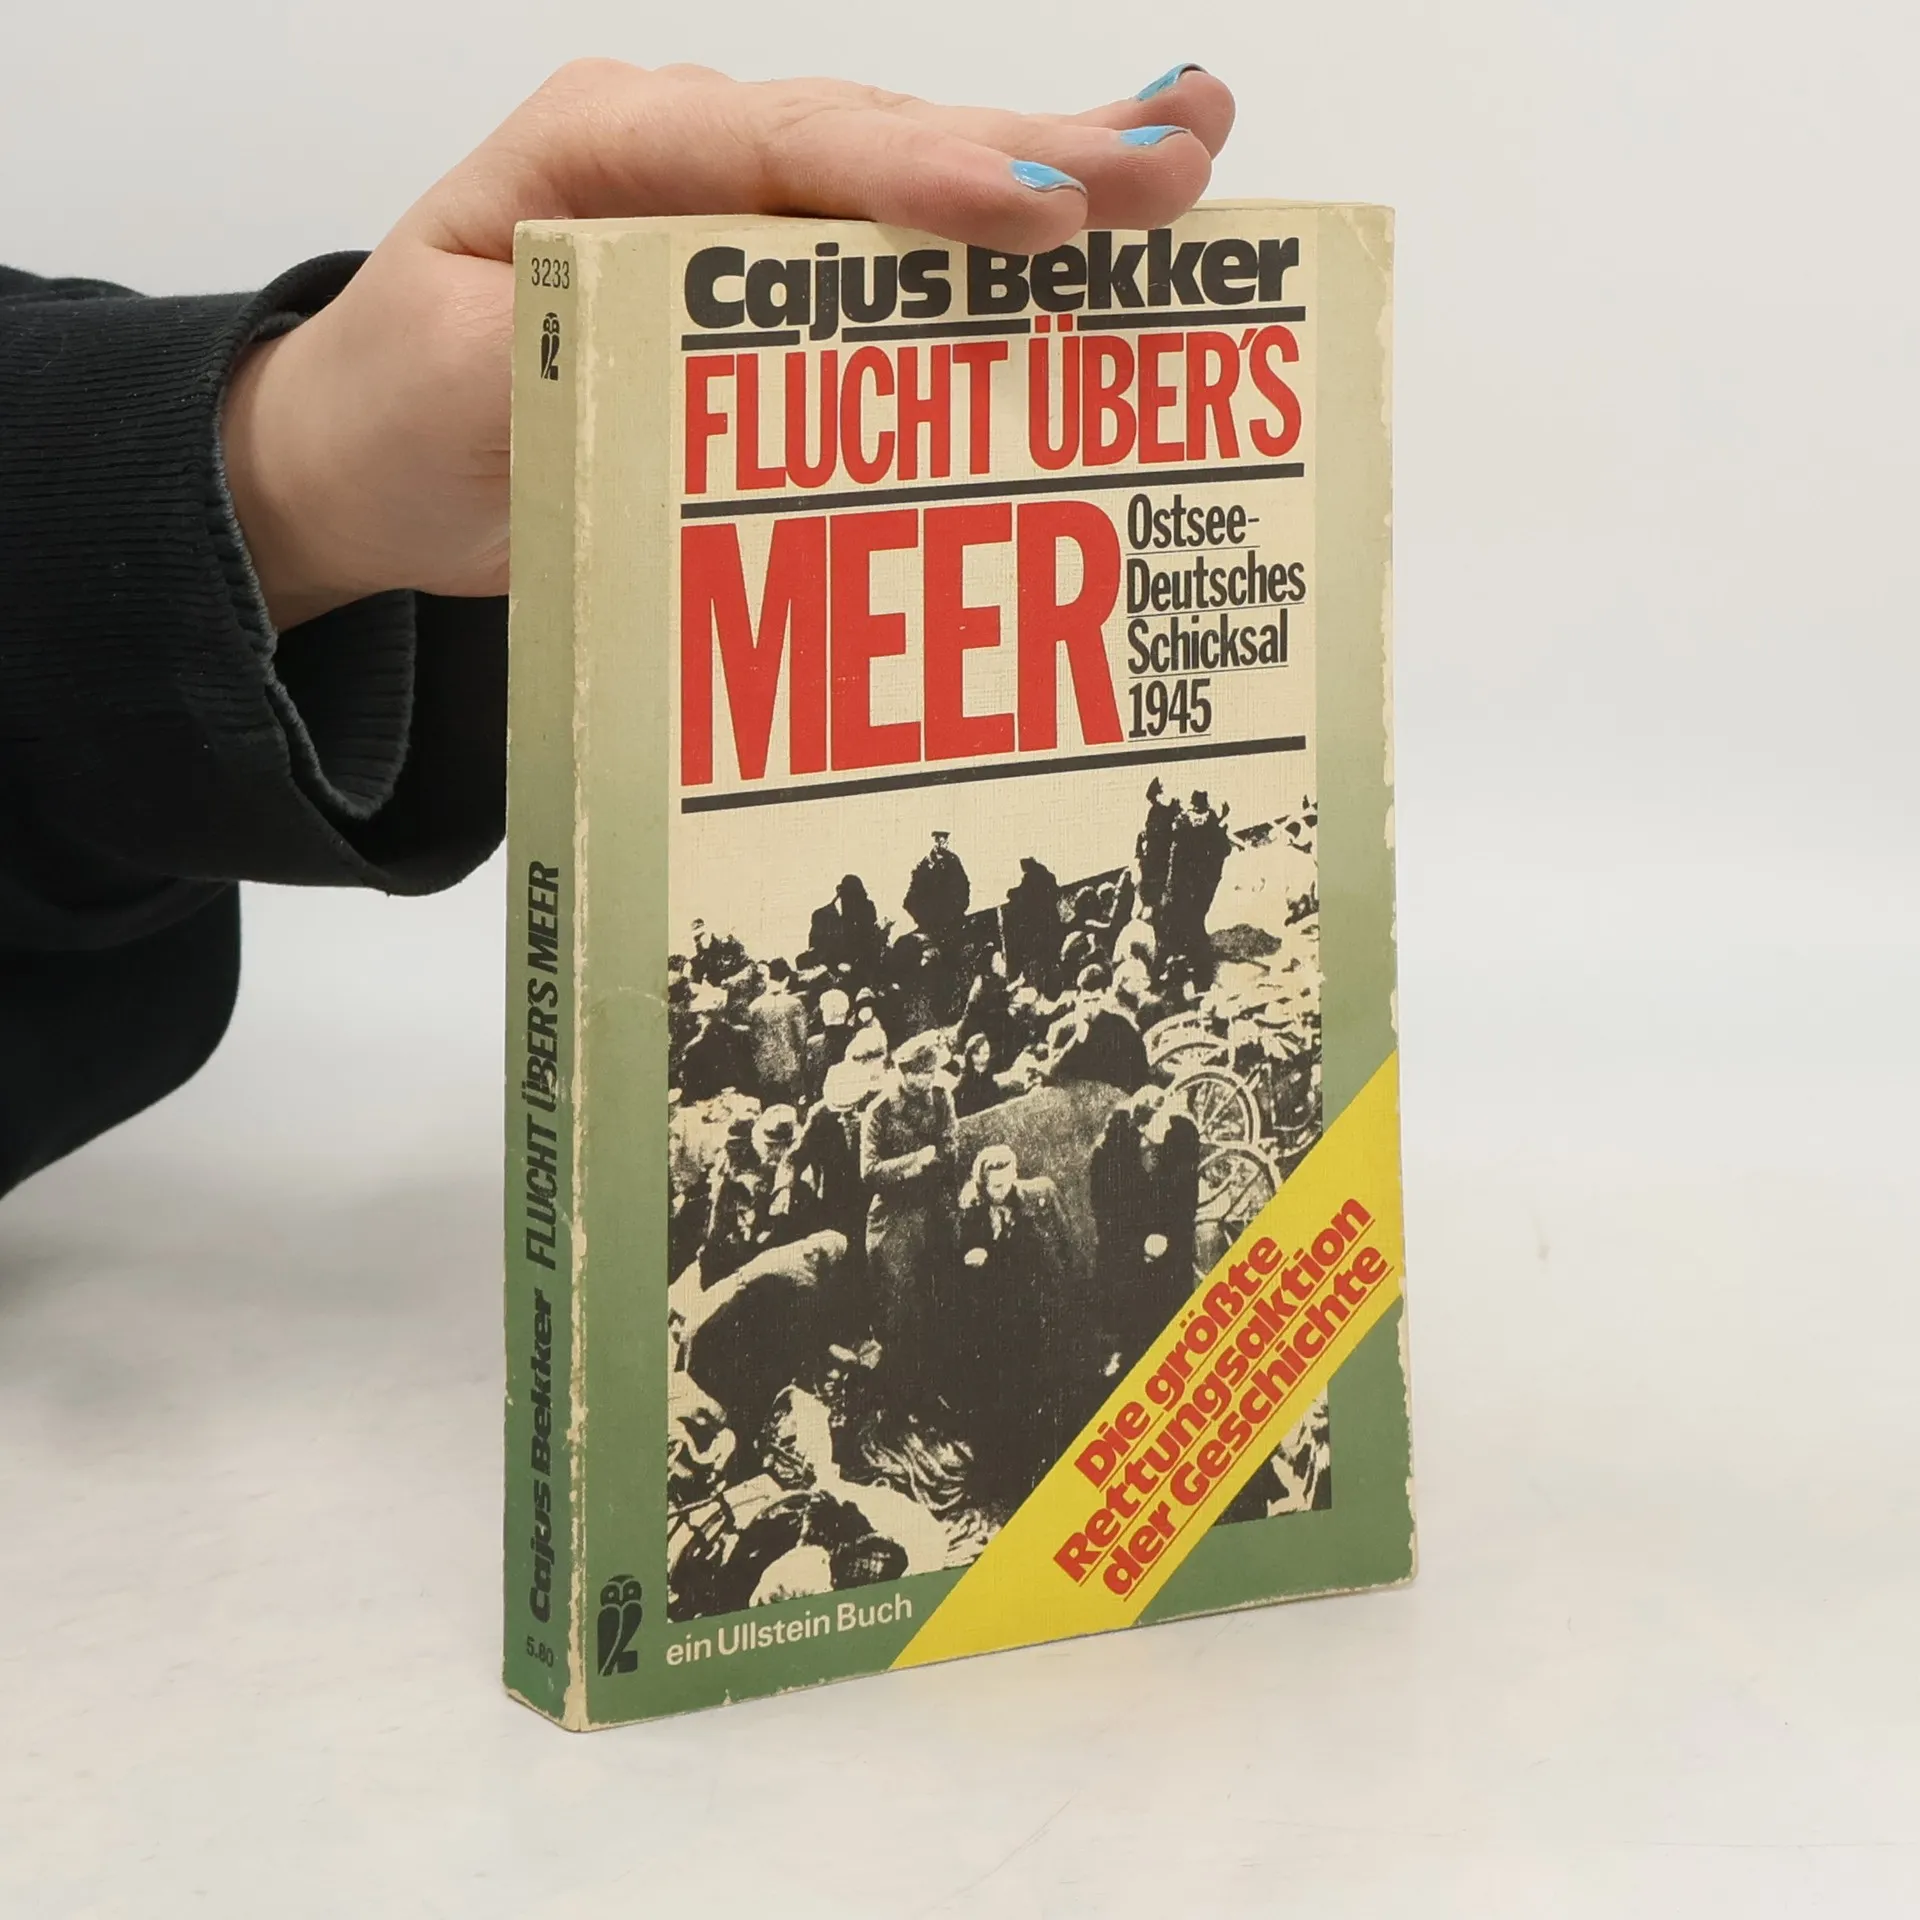 3233
Cajus Bekker
FLUCHT ÜBER'S
MEER
Ostsee-
Deutsches
Schicksal
1945
Die größte
Rettungsaktion
der Geschichte
ein Ullstein Buch
Cajus Bekker FLUCHT ÜBER'S MEER
5.80